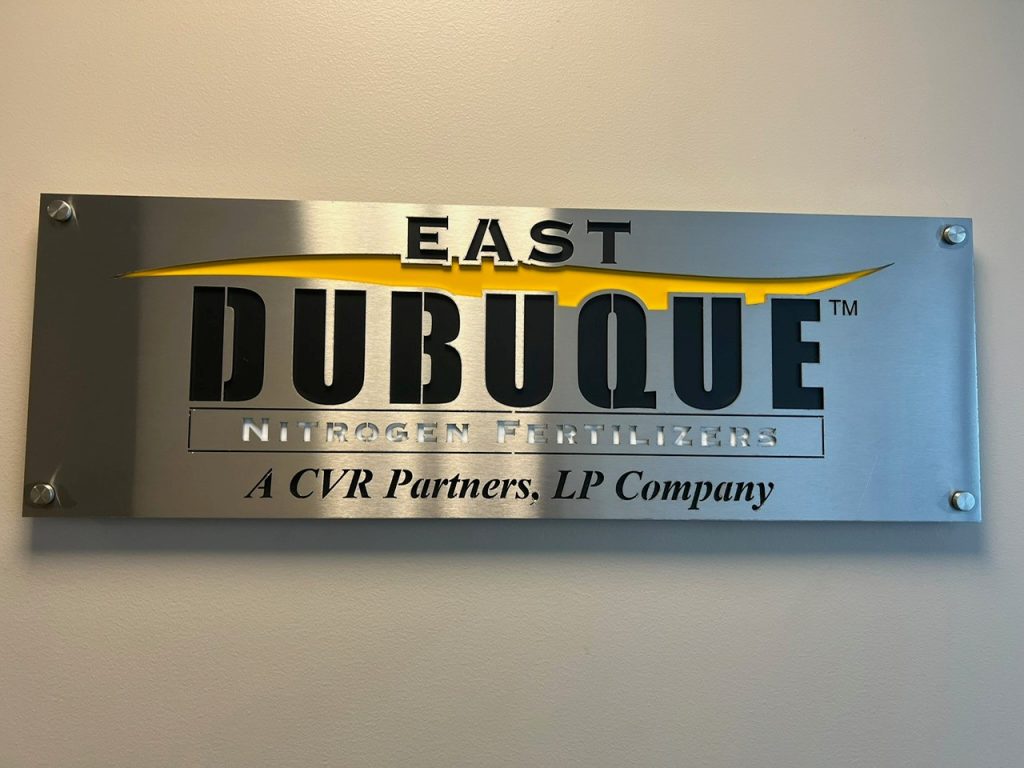 EAST
DUBUQUE™
NITROGEN FERTILIZERS
A CVR Partners, LP Company